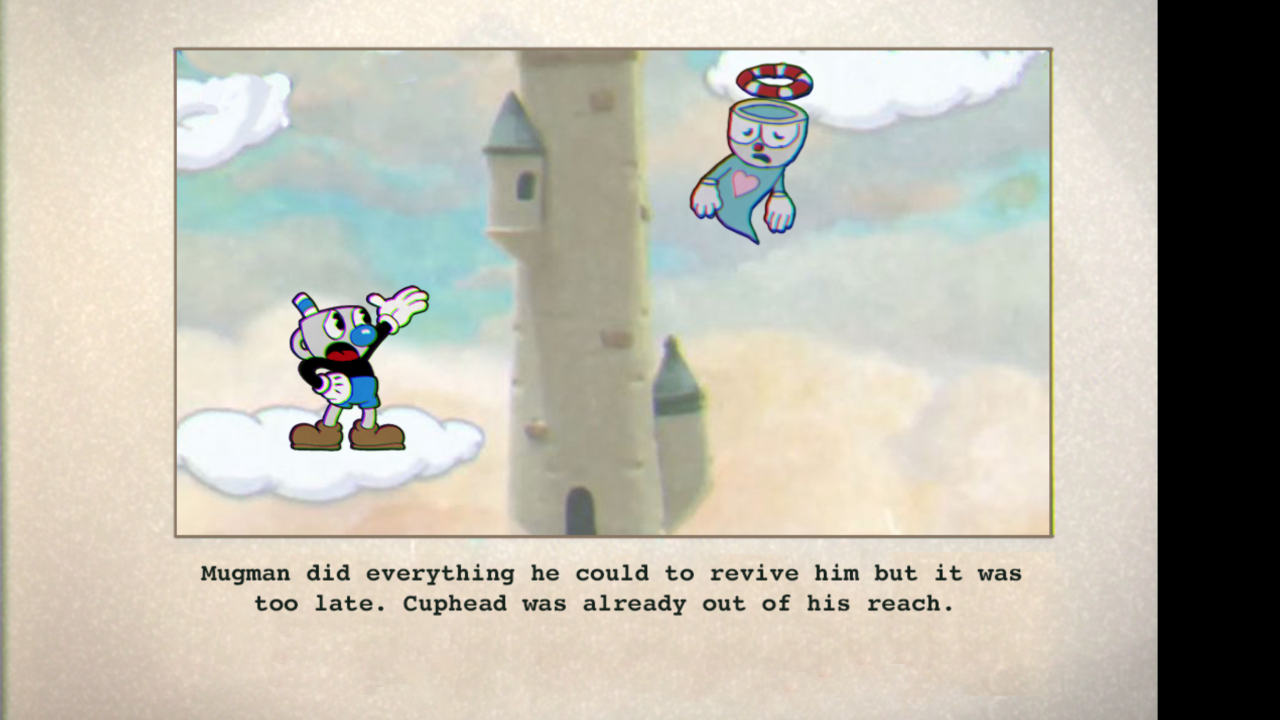 Mugman did everything he could to revive him but it was
too late. Cuphead was already out of his reach.